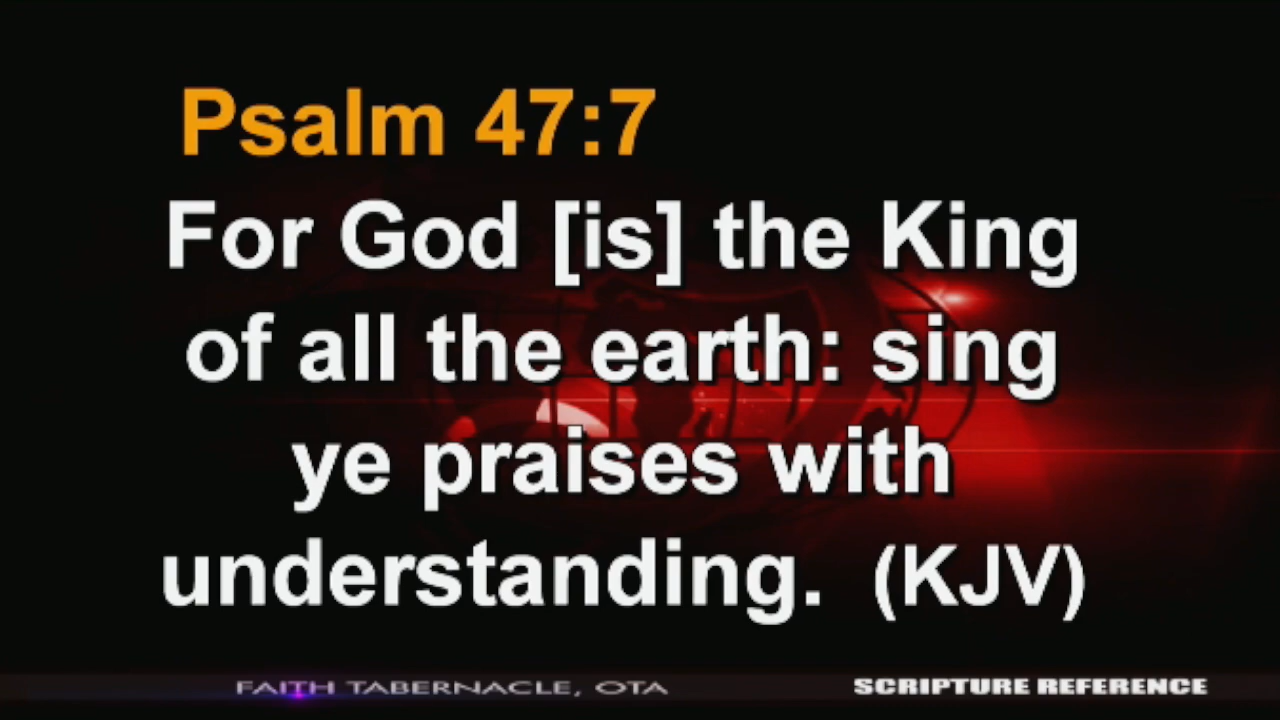 Psalm 47:7
For God [is] the King
of all the earth: sing
ye praises with
understanding.  (KJV)
FAITH TABERNACLE, OTA
SCRIPTURE REFERENCE